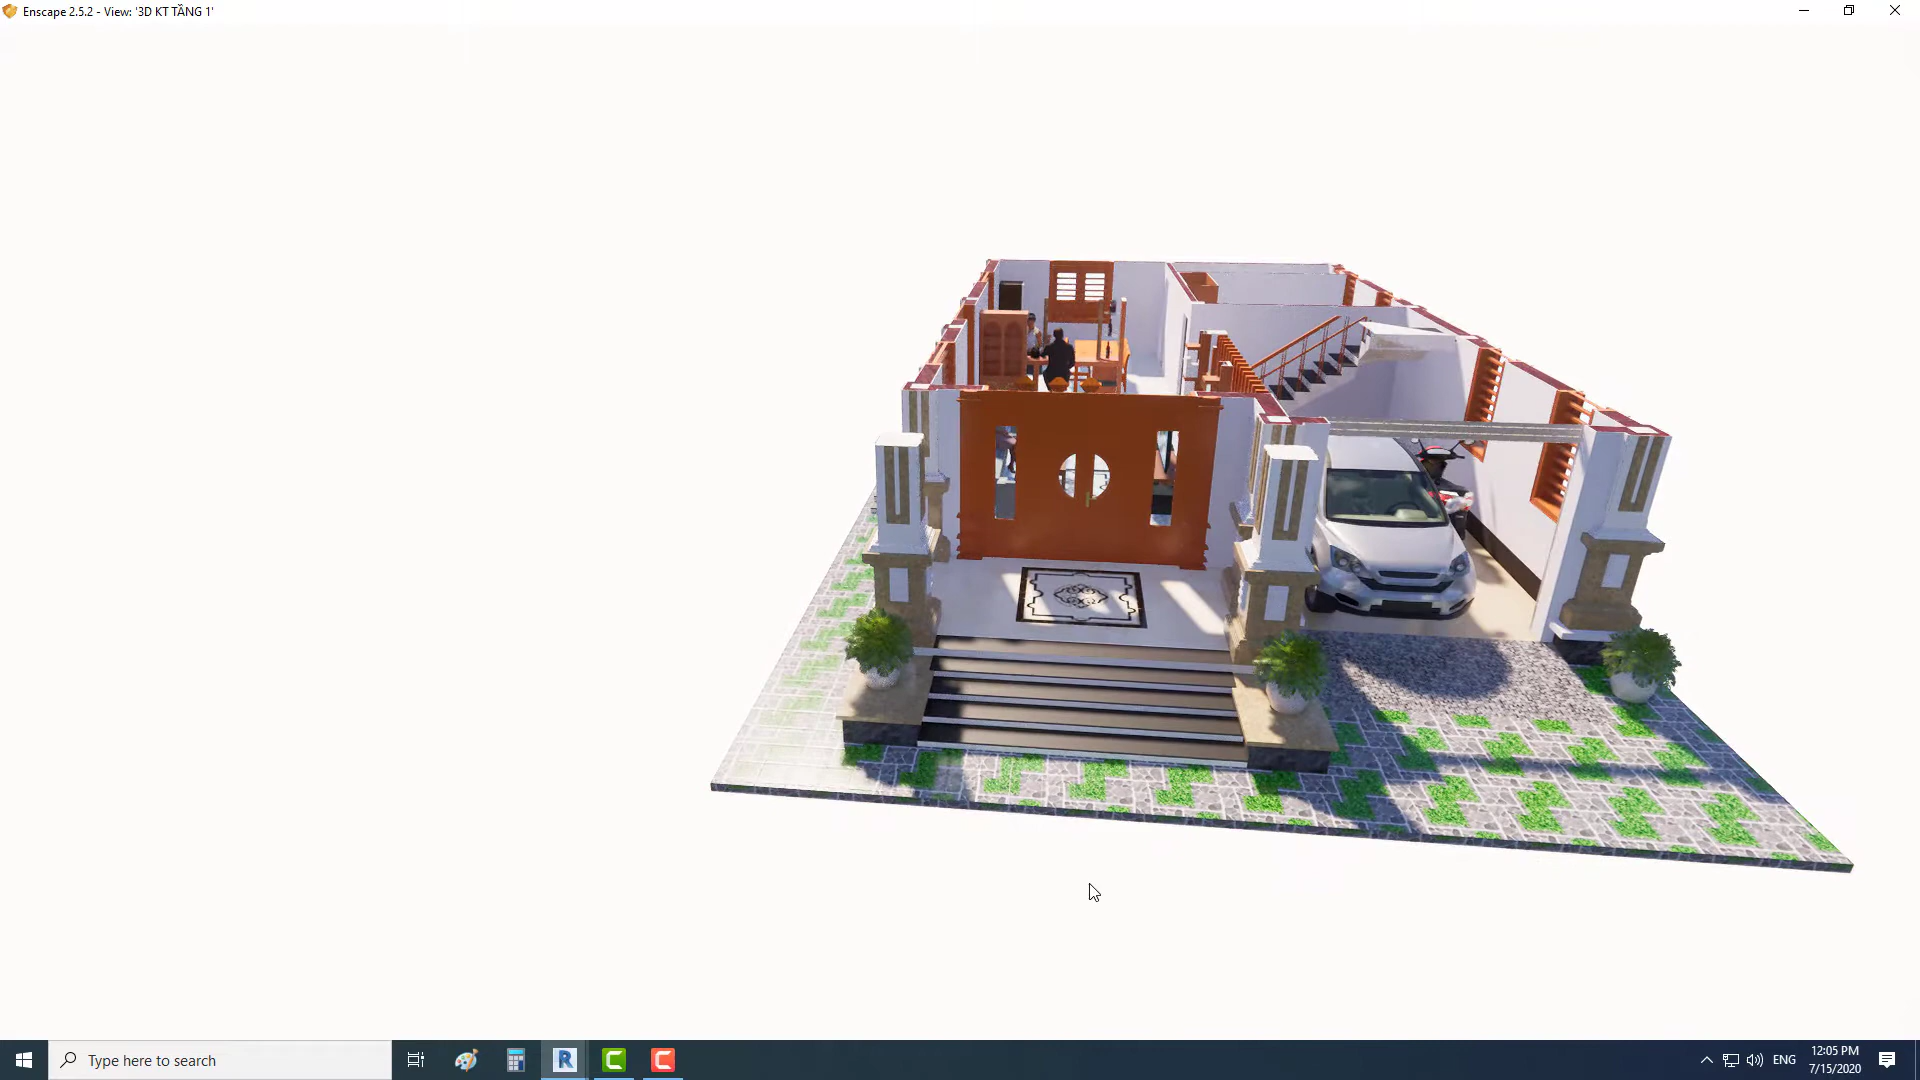 Enscape 2.5.2 - View: '3D KT TẦNG 1'
Type here to search
R
C
C
ENG
12:05 PM
7/15/2020